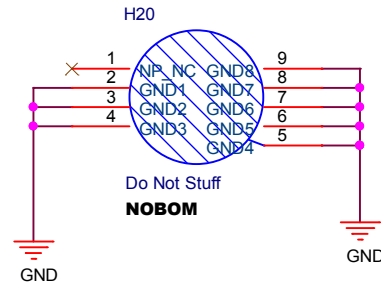 H20
1 NP_NC GND8 9
2 GND1 GND7 8
3 GND2 GND6 7
4 GND3 GND5 6
GND4 5
Do Not Stuff
NOBOM
GND
GND